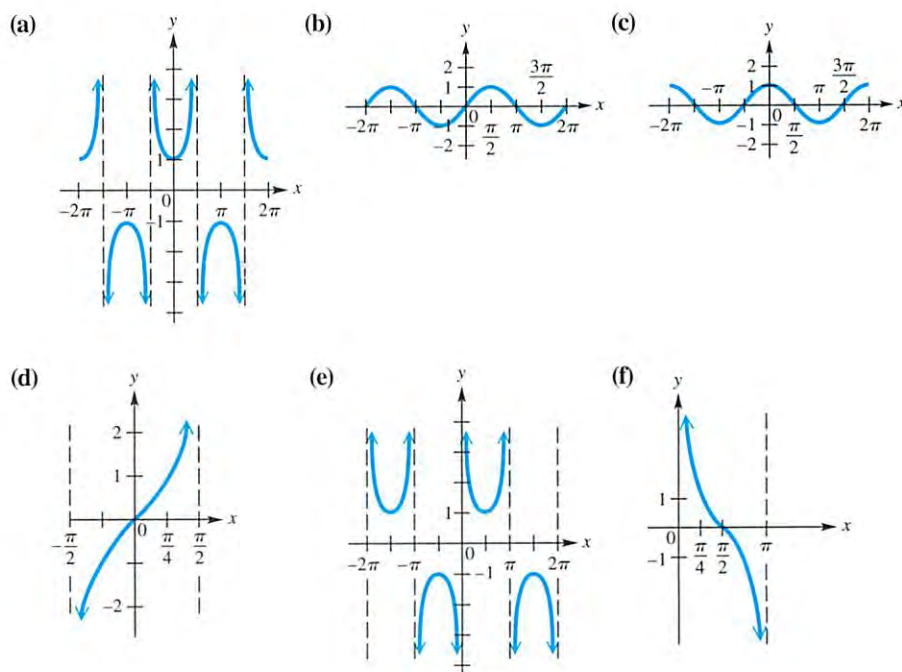 (a) y (b) y (c) y
2 1 3π/2 x −2π −π 0 π/2 π 2π −1 −2
2 1 −π π 3π/2 x −2π 0 π/2 2π −1 −2
1 x −2π −π 0 π 2π −1
(d) y (e) y (f) y
2 1 x −π/2 0 π/4 π/2 −2
1 x −2π −π 0 π 2π −1
1 x 0 π/4 π/2 π −1